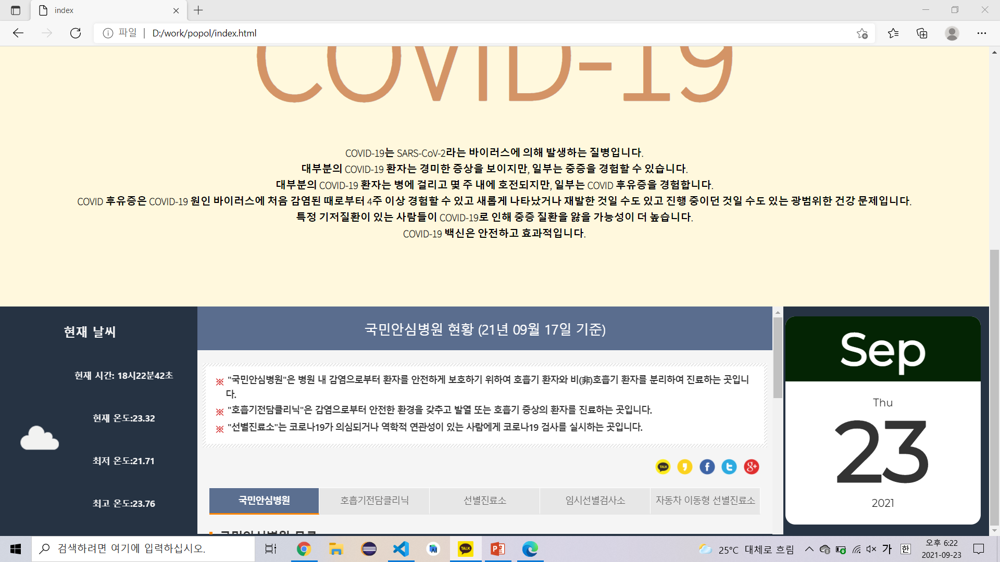 index
파일
D:/work/popol/index.html
COVID-19
COVID-19는 SARS-CoV-2라는 바이러스에 의해 발생하는 질병입니다.
대부분의 COVID-19 환자는 경미한 증상을 보이지만, 일부는 중증을 경험할 수 있습니다.
대부분의 COVID-19 환자는 병에 걸리고 몇 주 내에 호전되지만, 일부는 COVID 후유증을 경험합니다.
COVID 후유증은 COVID-19 원인 바이러스에 처음 감염된 때로부터 4주 이상 경험할 수 있고 새롭게 나타났거나 재발한 것일 수도 있고 진행 중이던 것일 수도 있는 광범위한 건강 문제입니다.
특정 기저질환이 있는 사람들이 COVID-19로 인해 중증 질환을 앓을 가능성이 더 높습니다.
COVID-19 백신은 안전하고 효과적입니다.
현재 날씨
현재 시간: 18시22분42초
현재 온도:23.32
최저 온도:21.71
최고 온도:23.76
국민안심병원 현황 (21년 09월 17일 기준)
※ "국민안심병원"은 병원 내 감염으로부터 환자를 안전하게 보호하기 위하여 호흡기 환자와 비(非)호흡기 환자를 분리하여 진료하는 곳입니
다.
※ "호흡기전담클리닉"은 감염으로부터 안전한 환경을 갖추고 발열 또는 호흡기 증상의 환자를 진료하는 곳입니다.
※ "선별진료소"는 코로나19가 의심되거나 역학적 연관성이 있는 사람에게 코로나19 검사를 실시하는 곳입니다.
TALK
국민안심병원
호흡기전담클리닉
선별진료소
임시선별검사소
자동차 이동형 선별진료소
국민안심병원 목록
Sep
Thu
23
2021
검색하려면 여기에 입력하십시오.
TALK
25°C 대체로 흐림
가
한
오후 6:22
2021-09-23